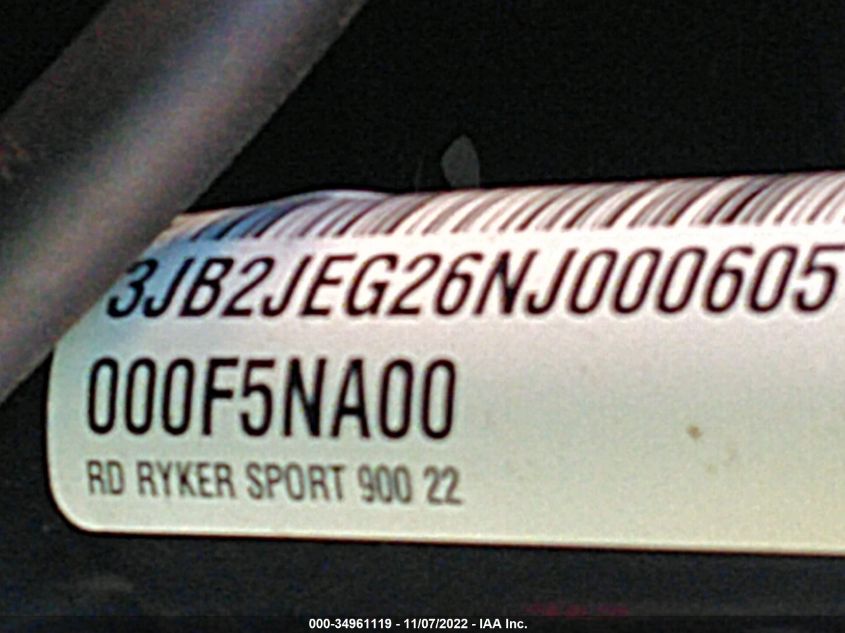 3JB2JEG26NJ000605
000F5NA00
RD RYKER SPORT 900 22
000-34961119 - 11/07/2022 - IAA Inc.